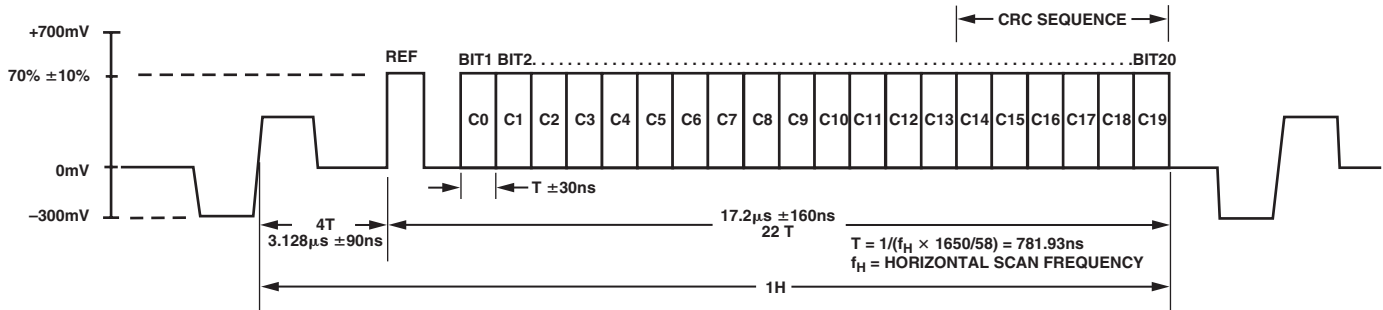 CRC SEQUENCE
+700mV
REF
BIT1 BIT2. . . . . . . . . . . . . . . . . . . . . . . . . . . . . . . . . . . . . . . . . . . . . . . . . . . . . . . . . . .BIT20
70% ±10%
C0 C1 C2 C3 C4 C5 C6 C7 C8 C9 C10 C11 C12 C13 C14 C15 C16 C17 C18 C19
0mV
T ±30ns
–300mV
4T
3.128µs ±90ns
17.2µs ±160ns
22 T
T = 1/(fH × 1650/58) = 781.93ns
fH = HORIZONTAL SCAN FREQUENCY
1H